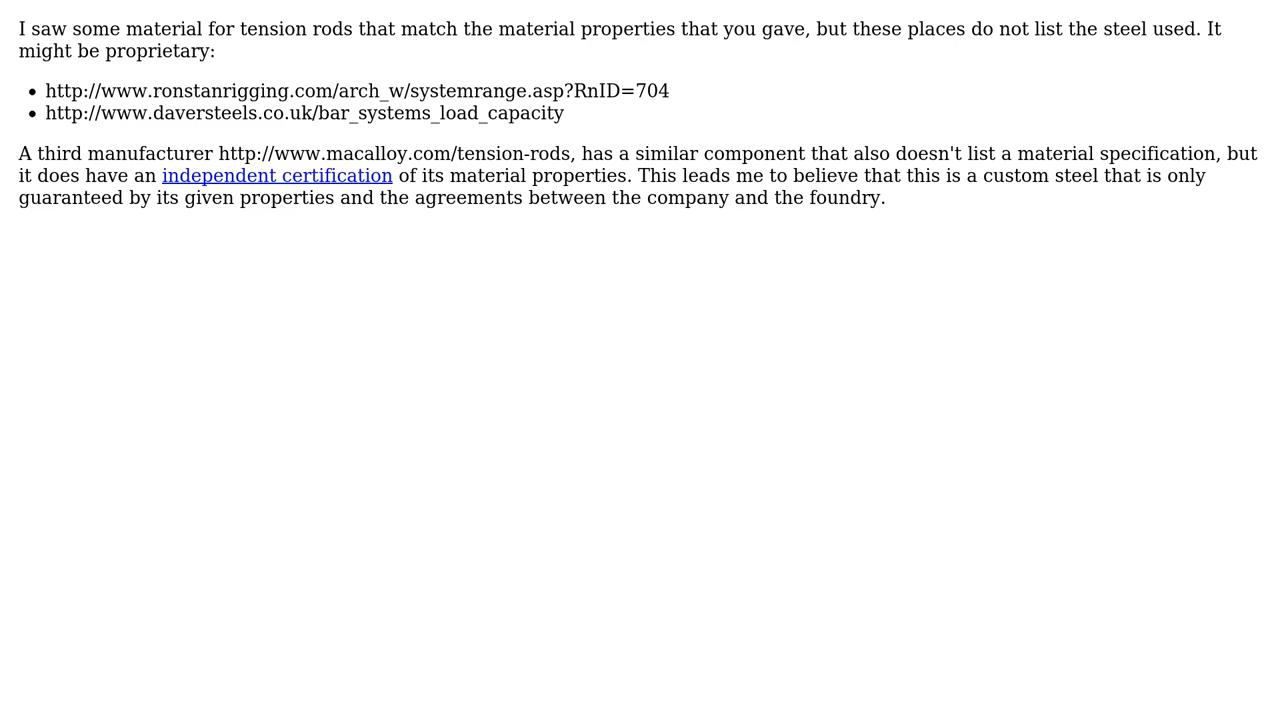 I saw some material for tension rods that match the material properties that you gave, but these places do not list the steel used. It
might be proprietary:
• http://www.ronstanrigging.com/arch_w/systemrange.asp?RnID=704
• http://www.daversteels.co.uk/bar_systems_load_capacity
A third manufacturer http://www.macalloy.com/tension-rods, has a similar component that also doesn't list a material specification, but
it does have an independent certification of its material properties. This leads me to believe that this is a custom steel that is only
guaranteed by its given properties and the agreements between the company and the foundry.